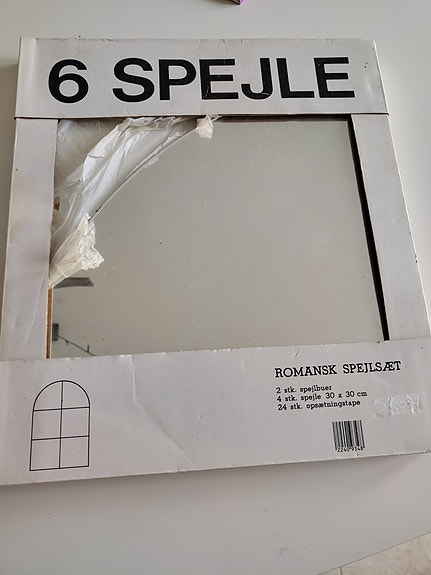 6 SPEJLE
ROMANSK SPEJLSÆT
2 stk. spejlbuer
4 stk. spejle 30 x 30 cm
24 stk. opsætningstape